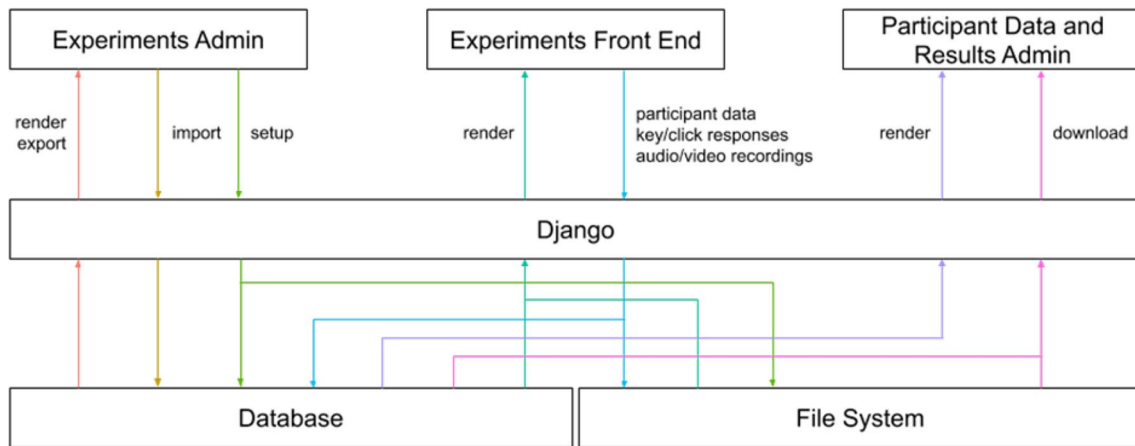 Experiments Admin
Experiments Front End
Participant Data and
Results Admin
render
export
import
setup
render
participant data
key/click responses
audio/video recordings
render
download
Django
Database
File System